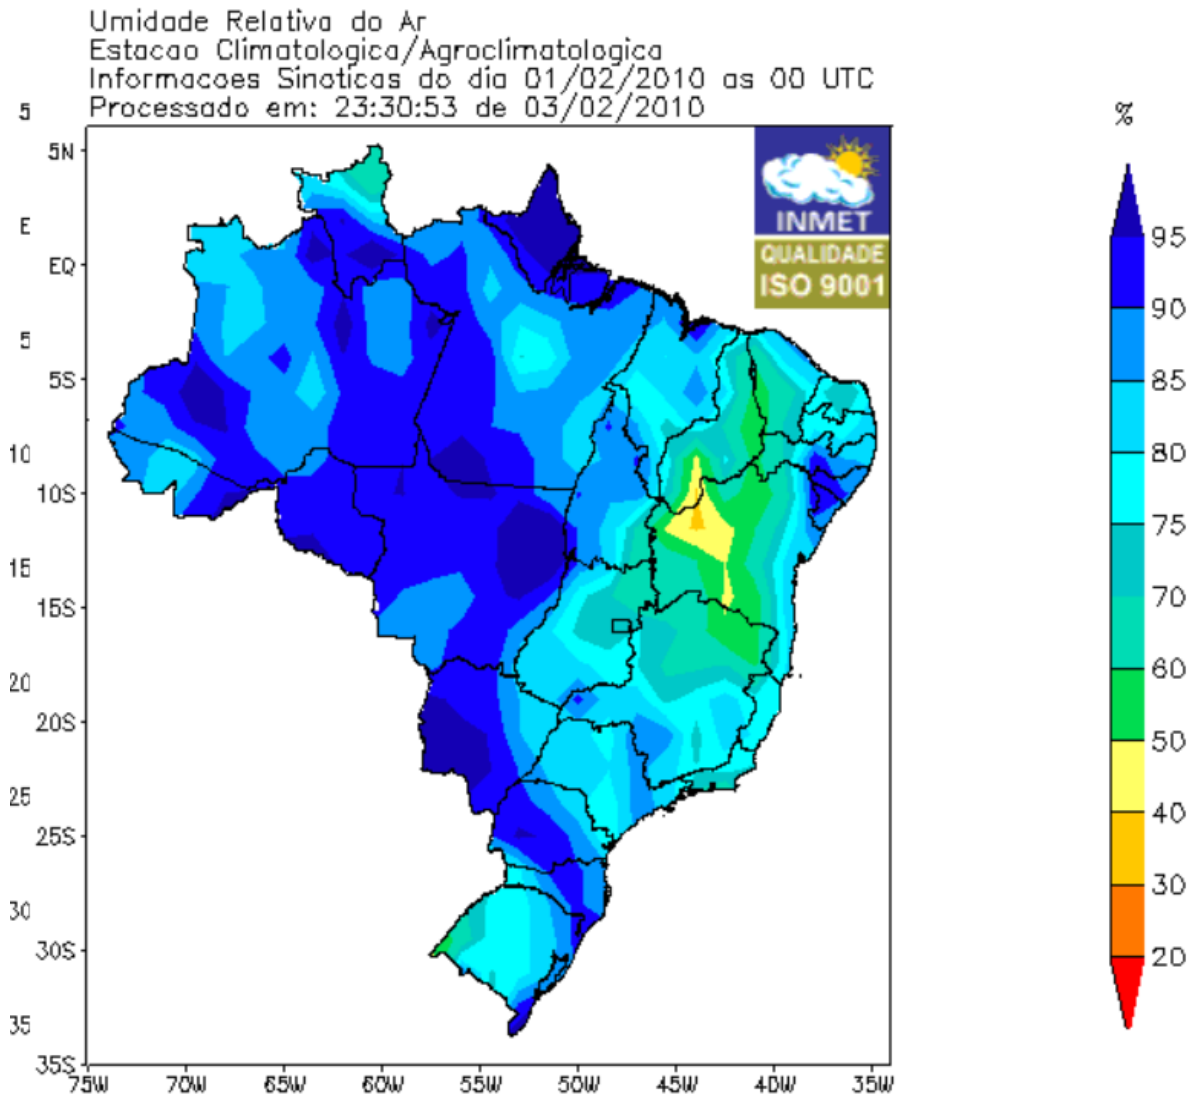 Umidade Relativa do Ar
Estacao Climatologica/Agroclimatologica
Informacoes Sinoticas do dia 01/02/2010 as 00 UTC
Processado em: 23:30:53 de 03/02/2010
INMET
QUALIDADE
ISO 9001
%
95
90
85
80
75
70
60
50
40
30
20
5
E
5
10
15
20
25
30
35
5N
EQ
5S
10S
15S
20S
25S
30S
35S
75W 70W 65W 60W 55W 50W 45W 40W 35W